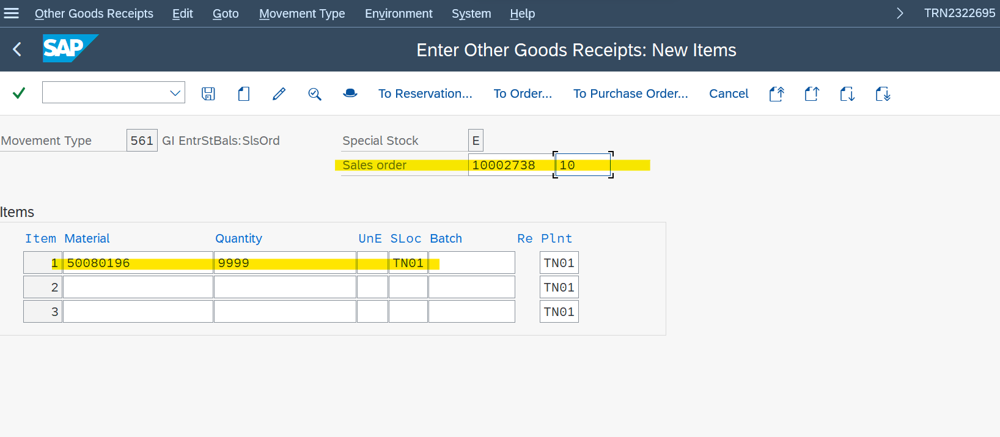 Other Goods Receipts Edit Goto Movement Type Environment System Help TRN2322695
SAP Enter Other Goods Receipts: New Items
To Reservation... To Order... To Purchase Order... Cancel
Movement Type 561 GI EntrStBals:SlsOrd Special Stock E
Sales order 10002738 10
Items
Item Material Quantity UnE SLoc Batch Re Plnt
1 50080196 9999 TN01 TN01
2 TN01
3 TN01